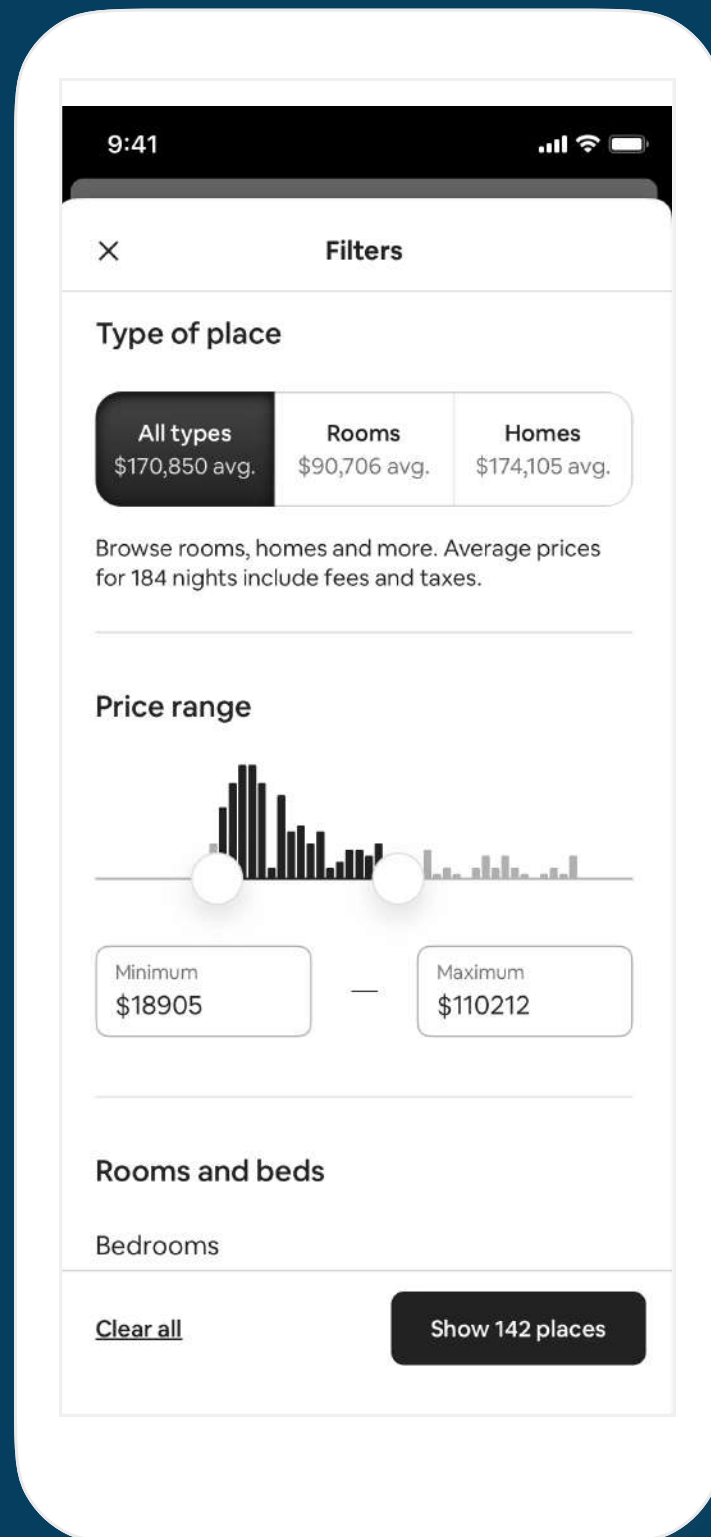 9:41
Filters
Type of place
All types
$170,850 avg.
Rooms
$90,706 avg.
Homes
$174,105 avg.
Browse rooms, homes and more. Average prices
for 184 nights include fees and taxes.
Price range
Minimum
$18905
—
Maximum
$110212
Rooms and beds
Bedrooms
Clear all
Show 142 places